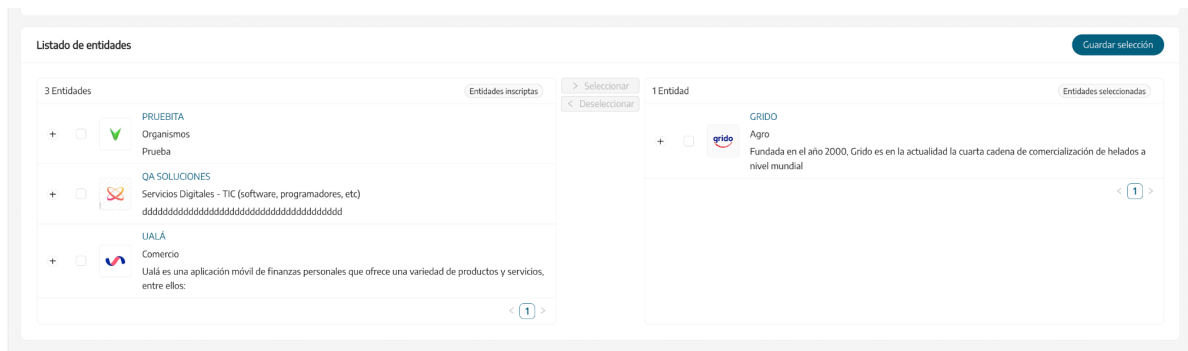 Listado de entidades
Guardar selección
3 Entidades
Entidades inscriptas
+
PRUEBITA
Organismos
Prueba
+
QA SOLUCIONES
Servicios Digitales - TIC (software, programadores, etc)
ddddddddddddddddddddddddddddddddddddddd
+
UALÁ
Comercio
Ualá es una aplicación móvil de finanzas personales que ofrece una variedad de productos y servicios,
entre ellos:
< 1 >
> Seleccionar
< Deseleccionar
1 Entidad
Entidades seleccionadas
+
grido
GRIDO
Agro
Fundada en el año 2000, Grido es en la actualidad la cuarta cadena de comercialización de helados a
nivel mundial
< 1 >